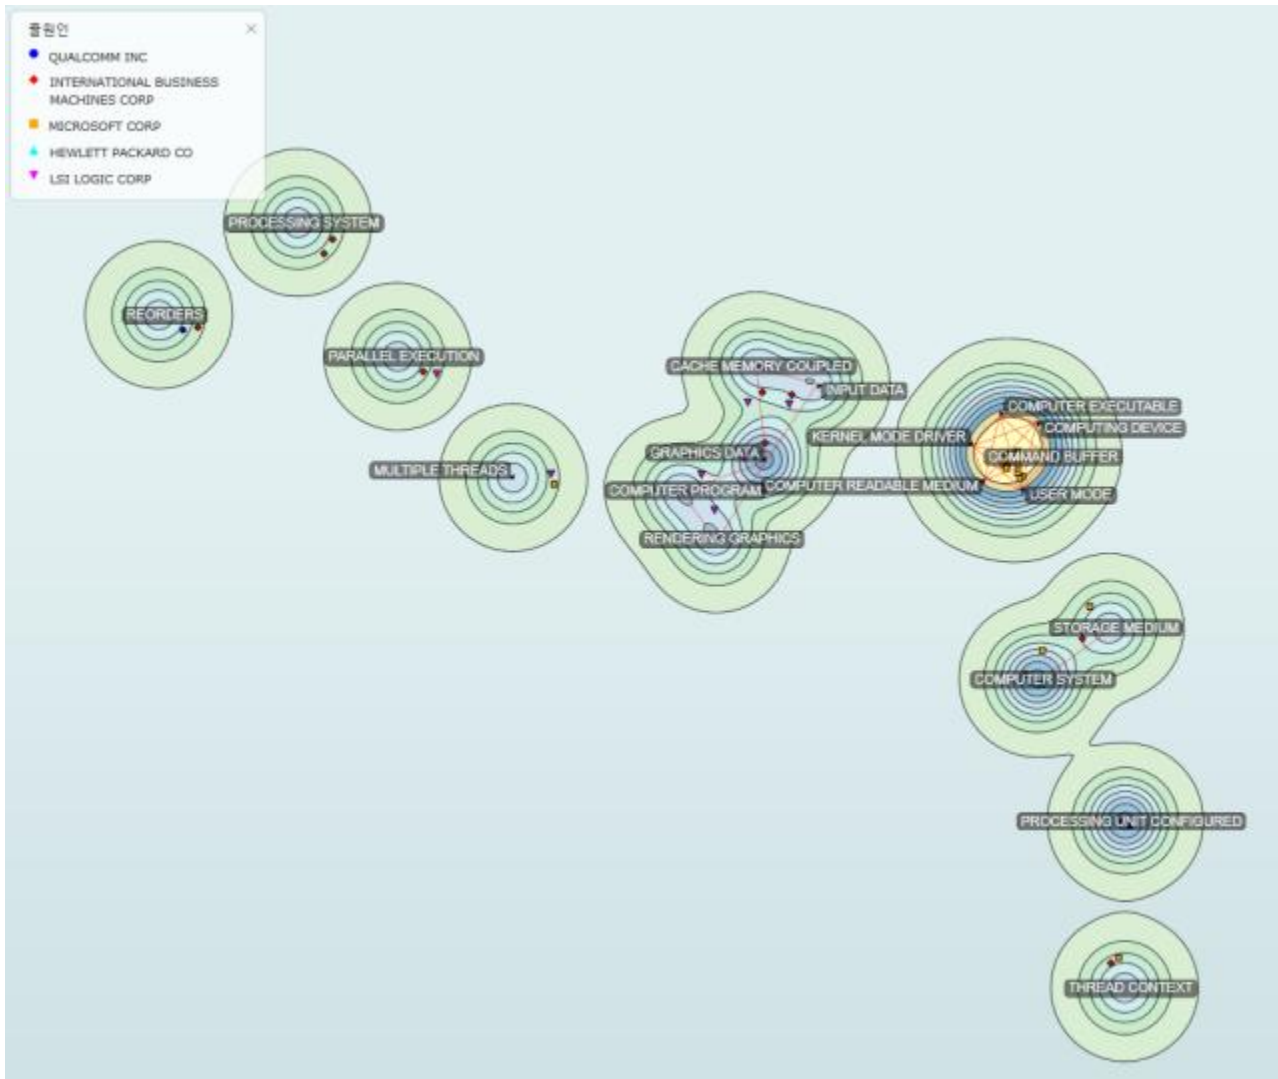 출원인
QUALCOMM INC
INTERNATIONAL BUSINESS
MACHINES CORP
MICROSOFT CORP
HEWLETT PACKARD CO
LSI LOGIC CORP
PROCESSING SYSTEM
REORDERS
PARALLEL EXECUTION
CACHE MEMORY COUPLED
INPUT DATA
COMPUTER EXECUTABLE
COMPUTING DEVICE
KERNEL MODE DRIVER
GRAPHICS DATA
COMMAND BUFFER
MULTIPLE THREADS
COMPUTER PROGRAM
COMPUTER READABLE MEDIUM
USER MODE
RENDERING GRAPHICS
STORAGE MEDIUM
COMPUTER SYSTEM
PROCESSING UNIT CONFIGURED
THREAD CONTEXT